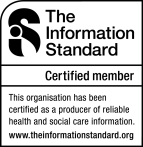 The
Information
Standard
Certified member
This organisation has been
certified as a producer of reliable
health and social care information.
www.theinformationstandard.org